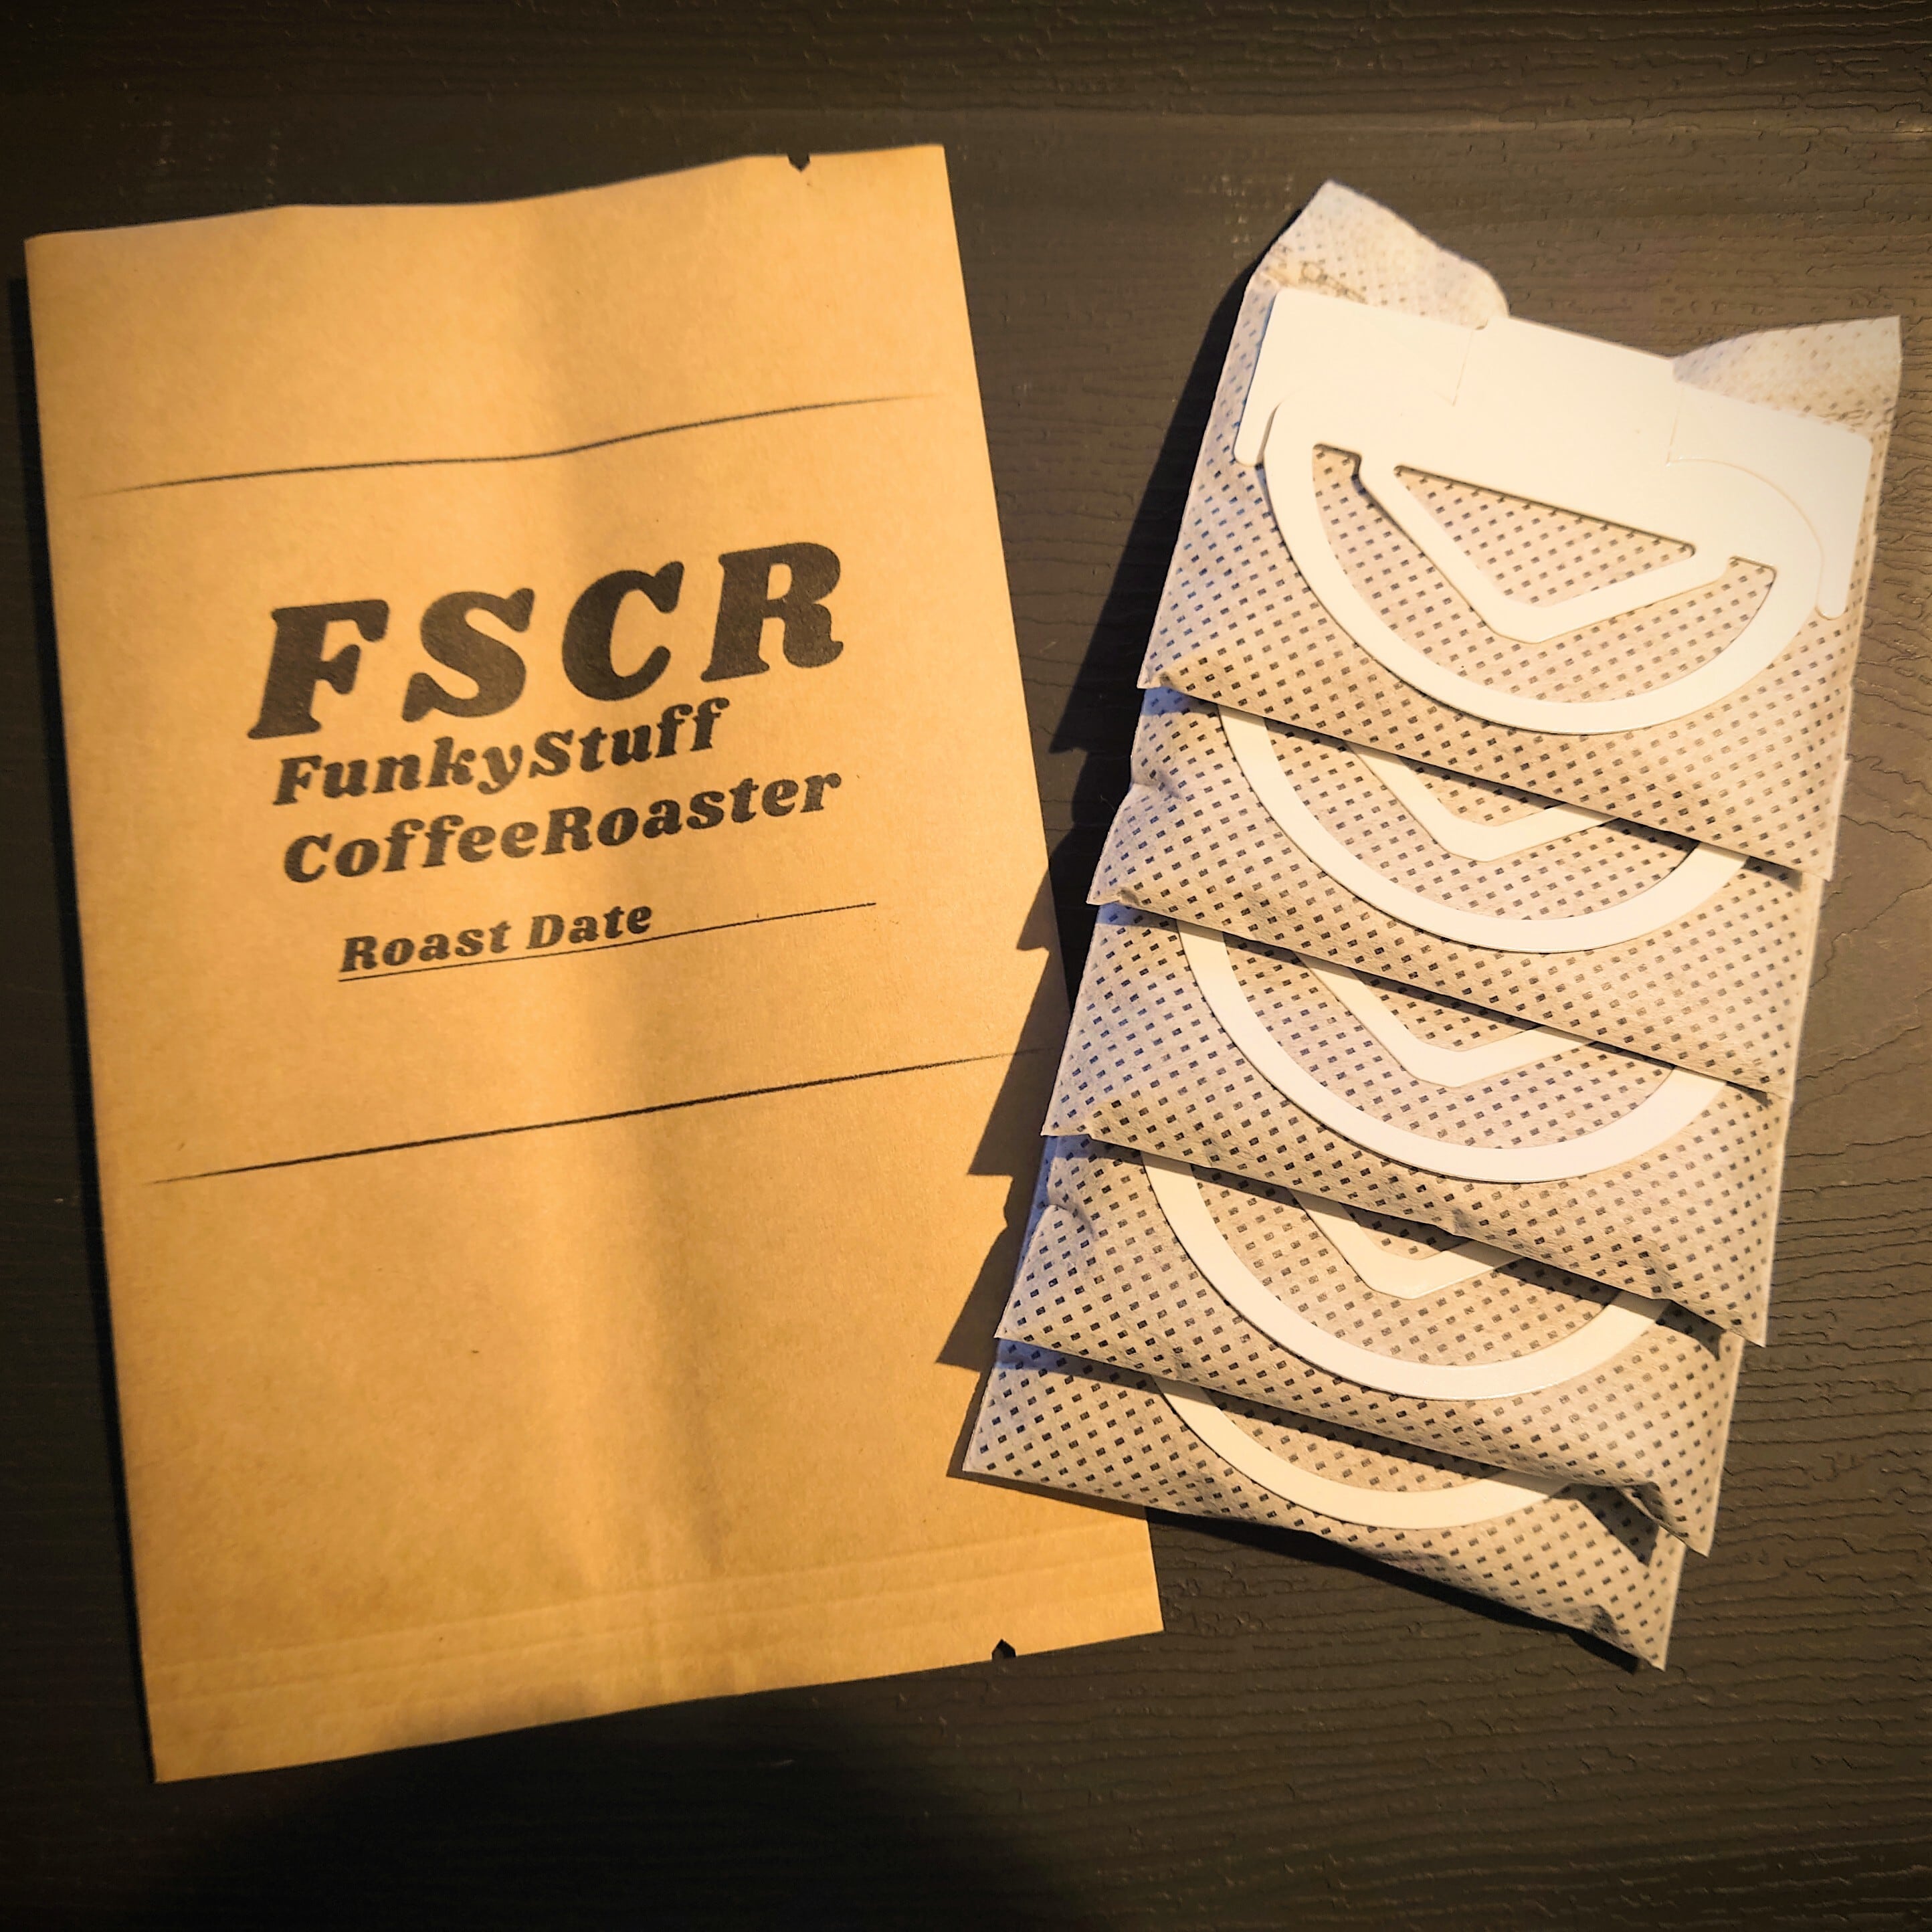 FSCR
FunkyStuff
CoffeeRoaster
Roast Date